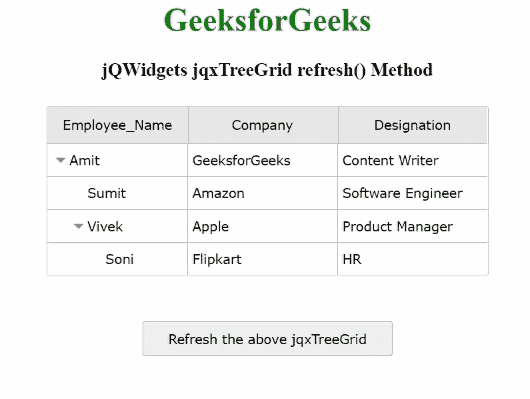 GeeksforGeeks
jQWidgets jqxTreeGrid refresh() Method
Employee_Name Company Designation
Amit GeeksforGeeks Content Writer
Sumit Amazon Software Engineer
Vivek Apple Product Manager
Soni Flipkart HR
Refresh the above jqxTreeGrid